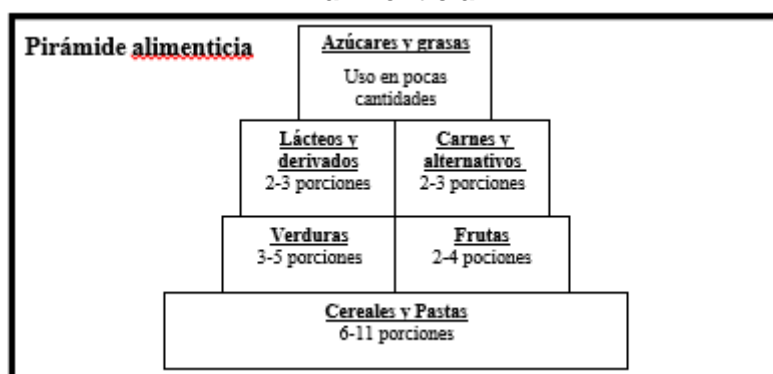 Pirámide alimenticia
Azúcares y grasas
Uso en pocas
cantidades
Lácteos y
derivados
2-3 porciones
Carnes y
alternativos
2-3 porciones
Verduras
3-5 porciones
Frutas
2-4 pociones
Cereales y Pastas
6-11 porciones